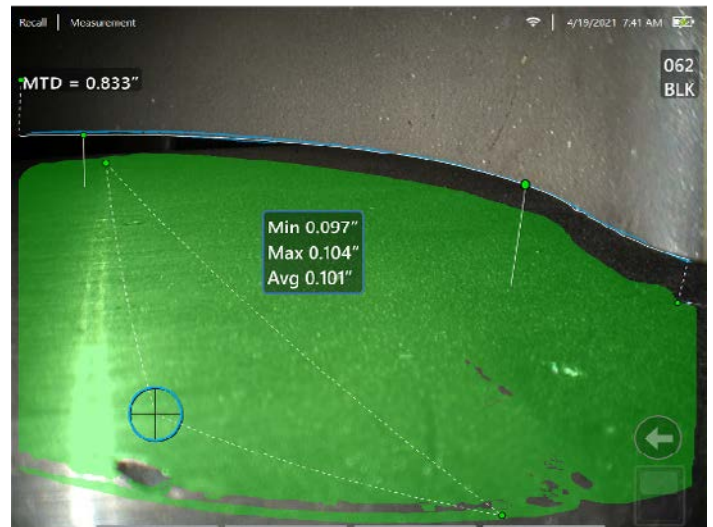 Recall | Measurement
4/19/2021 7:41 AM
MTD = 0.833"
062
BLK
Min 0.097"
Max 0.104"
Avg 0.101"